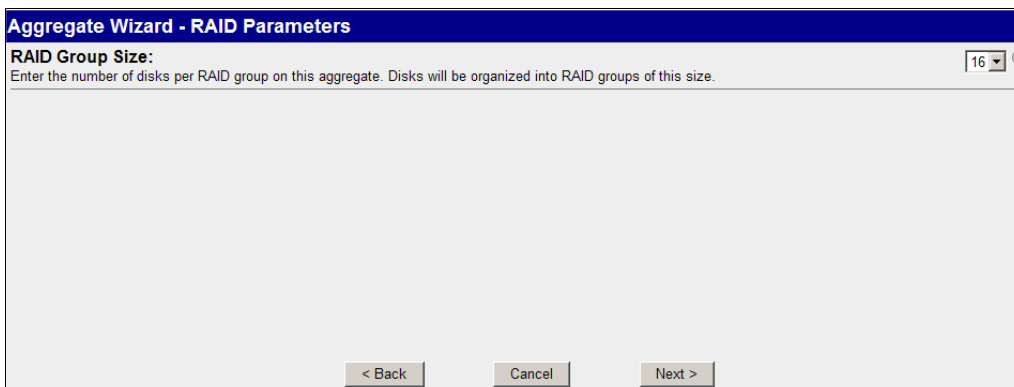 Aggregate Wizard - RAID Parameters
RAID Group Size:
16
Enter the number of disks per RAID group on this aggregate. Disks will be organized into RAID groups of this size.
< Back
Cancel
Next >